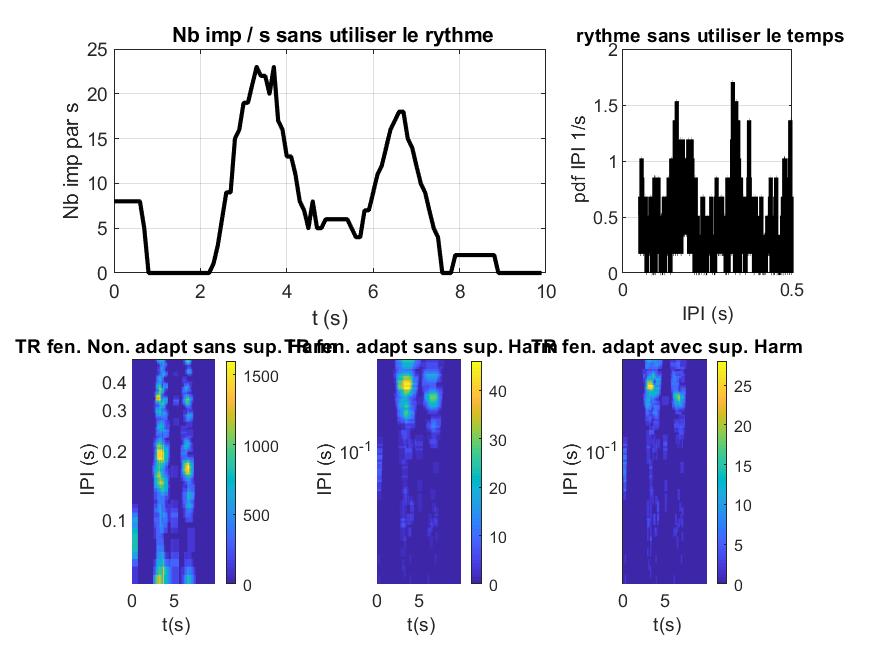 Nb imp / s sans utiliser le rythme
25
20
15
10
5
0
Nb imp par s
0 2 4 6 8 10
t (s)
rythme sans utiliser le temps
2
1.5
1
0.5
0
pdf IPI 1/s
0 0.5
IPI (s)
TR fen. Non. adapt sans sup. Harm
0.4
0.3
0.2
0.1
IPI (s)
0 5
t(s)
1500
1000
500
0
TR fen. adapt sans sup. Harm
10-1
IPI (s)
0 5
t(s)
40
30
20
10
0
TR fen. adapt avec sup. Harm
10-1
IPI (s)
0 5
t(s)
25
20
15
10
5
0